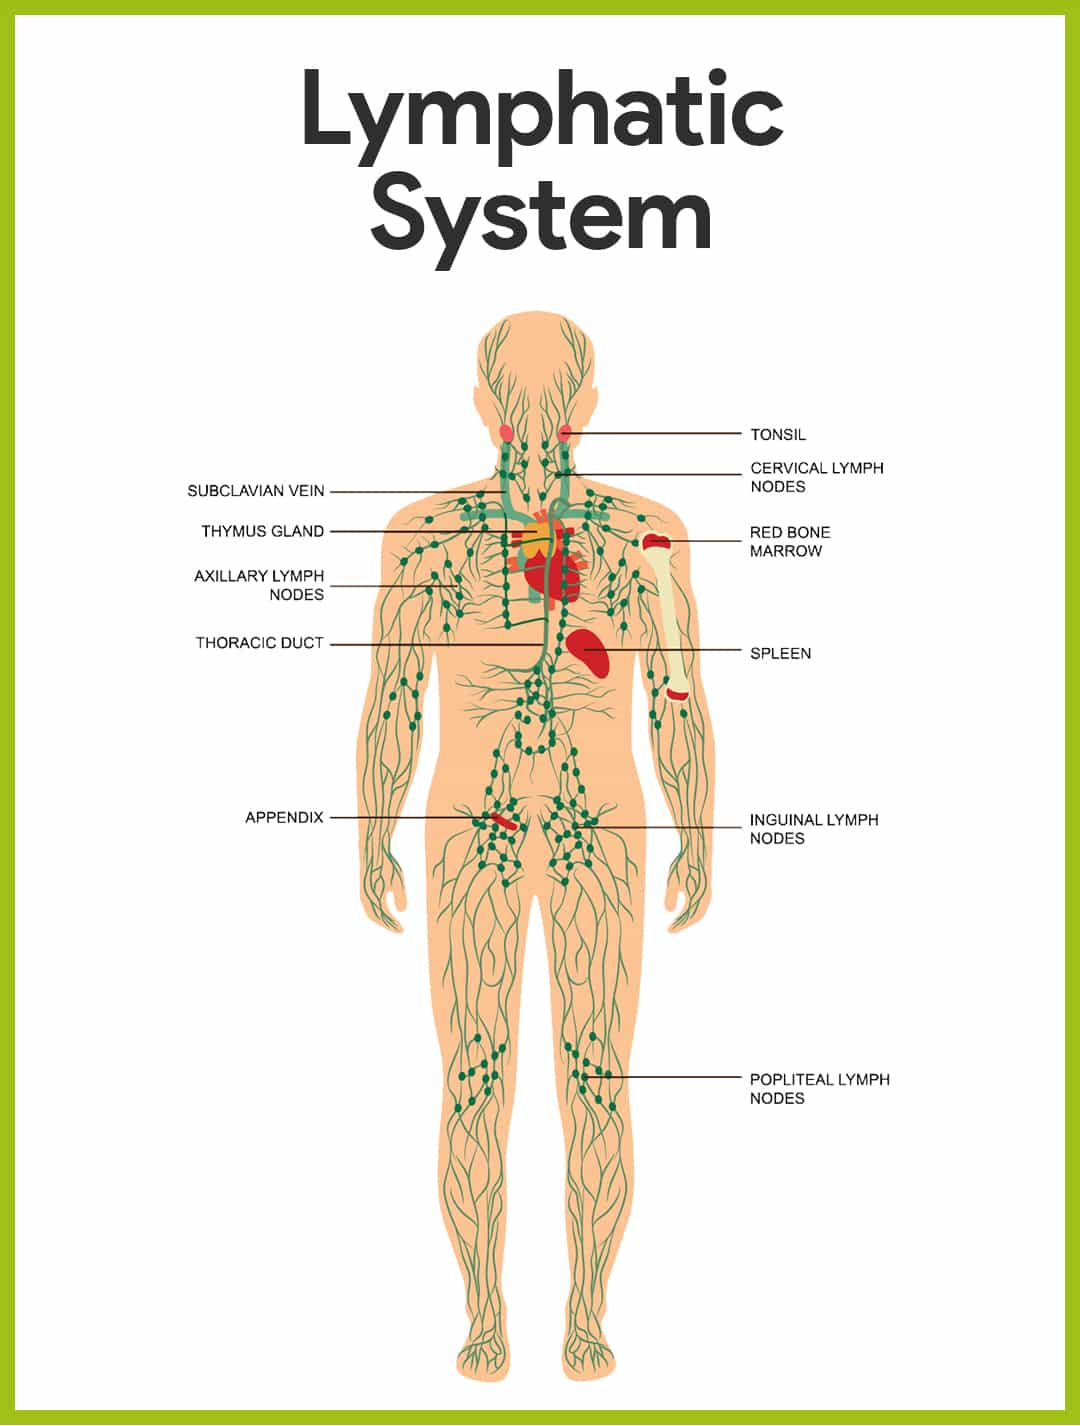 Lymphatic
System
SUBCLAVIAN VEIN
THYMUS GLAND
AXILLARY LYMPH
NODES
THORACIC DUCT
APPENDIX
TONSIL
CERVICAL LYMPH
NODES
RED BONE
MARROW
SPLEEN
INGUINAL LYMPH
NODES
POPLITEAL LYMPH
NODES